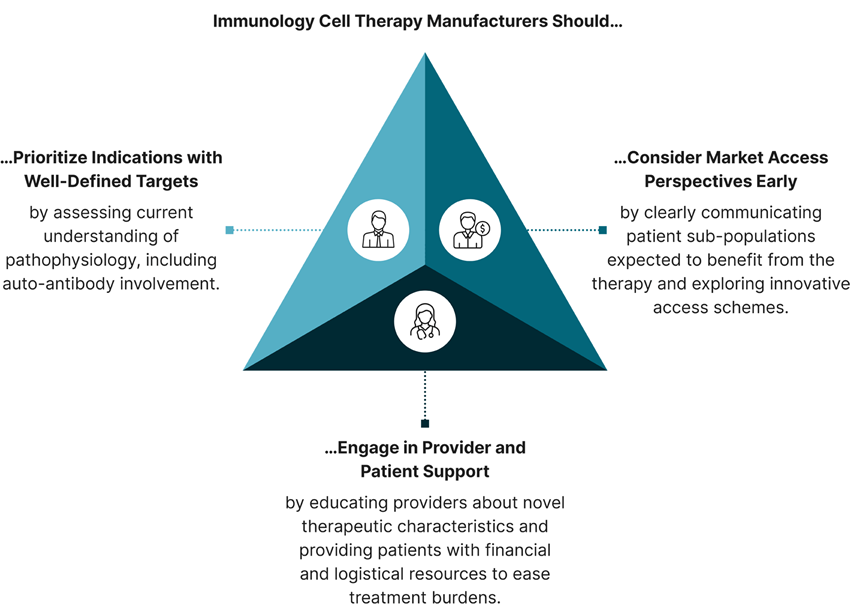 Immunology Cell Therapy Manufacturers Should...
...Prioritize Indications with
Well-Defined Targets
by assessing current
understanding of
pathophysiology, including
auto-antibody involvement.
...Consider Market Access
Perspectives Early
by clearly communicating
patient sub-populations
expected to benefit from the
therapy and exploring innovative
access schemes.
$
...Engage in Provider and
Patient Support
by educating providers about novel
therapeutic characteristics and
providing patients with financial
and logistical resources to ease
treatment burdens.